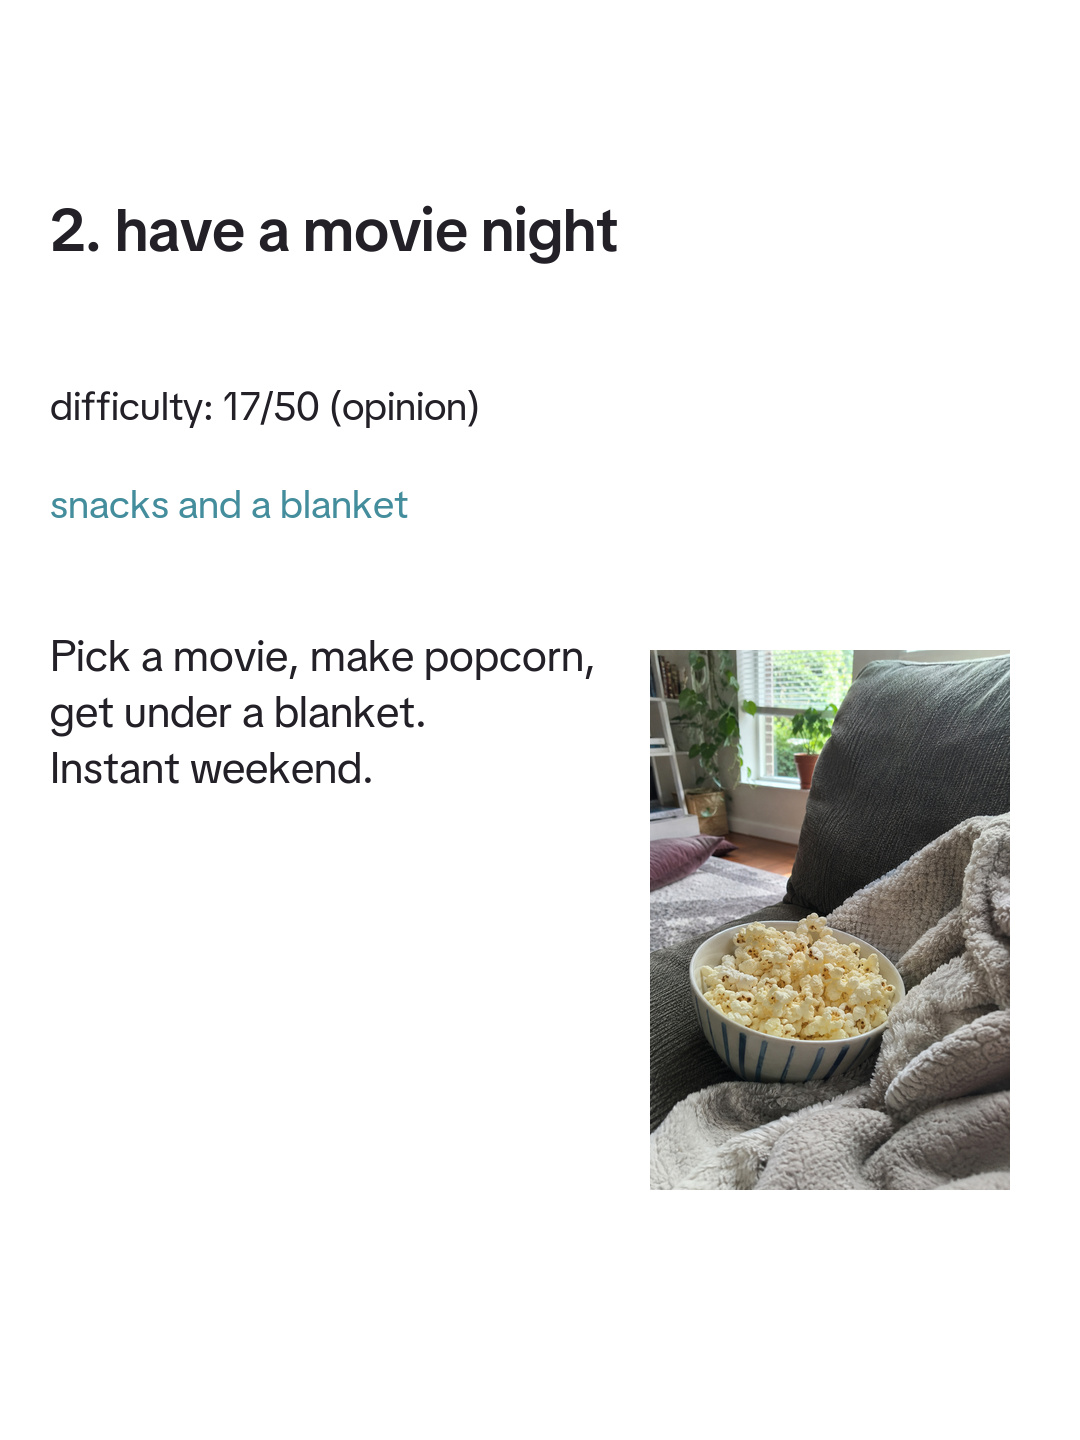 2. have a movie night
difficulty: 17/50 (opinion)
snacks and a blanket
Pick a movie, make popcorn,
get under a blanket.
Instant weekend.